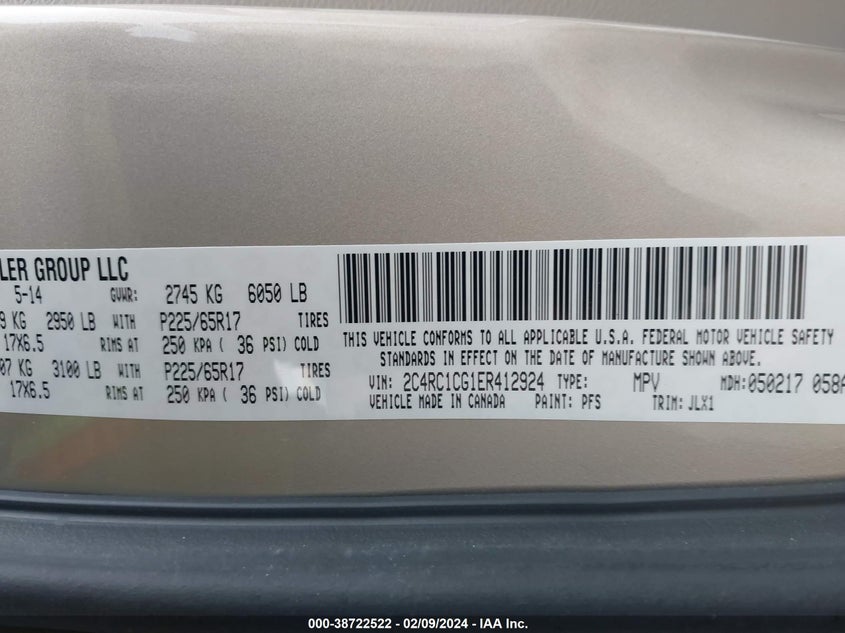 LER GROUP LLC
5-14 GVWR: 2745 KG 6050 LB
9 KG 2950 LB WITH P225/65R17 TIRES
17X6.5 RIMS AT 250 KPA ( 36 PSI) COLD
07 KG 3100 LB WITH P225/65R17 TIRES
17X6.5 RIMS AT 250 KPA ( 36 PSI) COLD
THIS VEHICLE CONFORMS TO ALL APPLICABLE U.S.A. FEDERAL MOTOR VEHICLE SAFETY
STANDARDS IN EFFECT ON THE DATE OF MANUFACTURE SHOWN ABOVE.
VIN: 2C4RC1CG1ER412924 TYPE: MPV MDH:050217 058A
VEHICLE MADE IN CANADA PAINT: PFS TRIM: JLX1
000-38722522 — 02/09/2024 — IAA Inc.